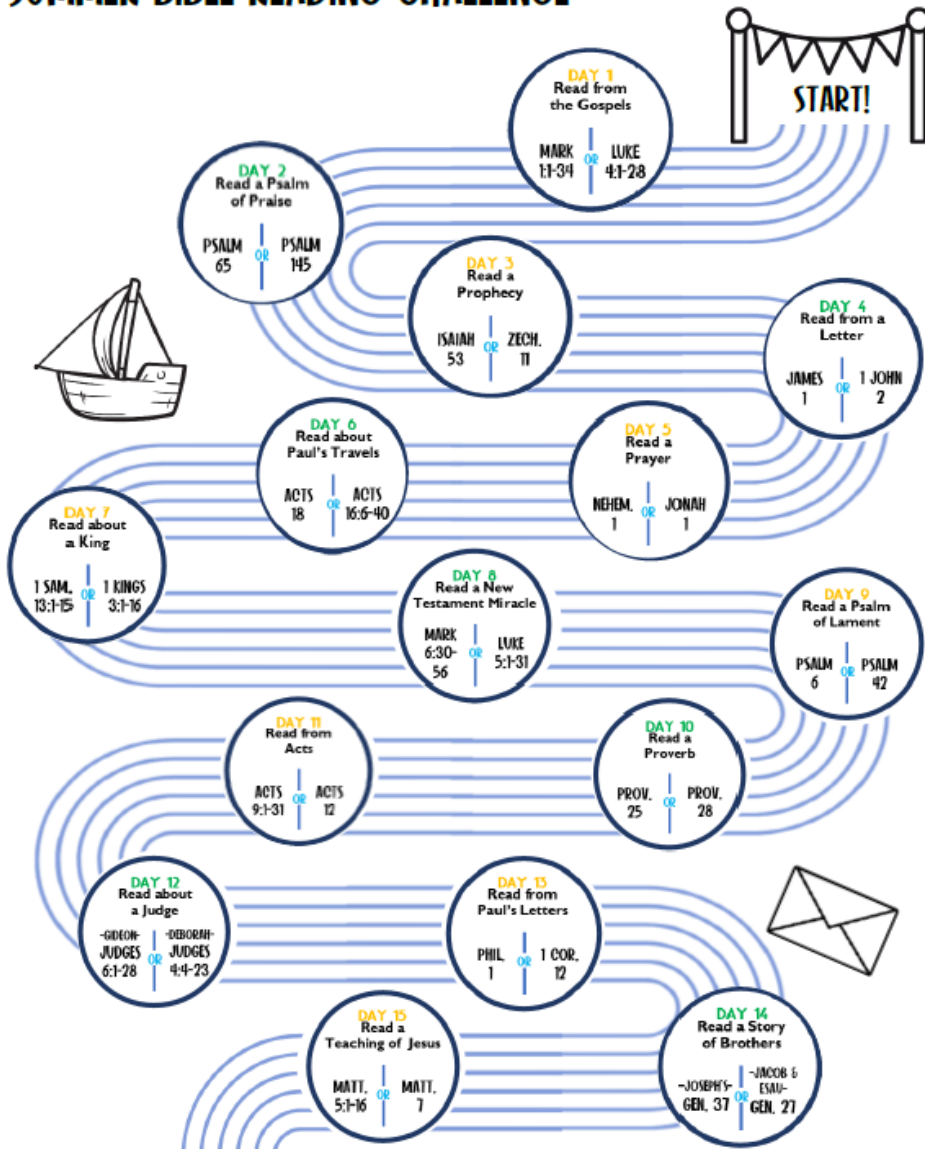 SUMMER BIBLE READING CHALLENGE
START!
DAY 1
Read from
the Gospels
MARK OR LUKE
1:1-34 4:1-28
DAY 2
Read a Psalm
of Praise
PSALM OR PSALM
65 145
DAY 3
Read a
Prophecy
ISAIAH OR ZECH.
53 11
DAY 4
Read from a
Letter
JAMES OR 1 JOHN
1 2
DAY 5
Read a
Prayer
NEHEM. OR JONAH
1 1
DAY 6
Read about
Paul's Travels
ACTS OR ACTS
18 16:6-40
DAY 7
Read about
a King
1 SAM. OR 1 KINGS
13:1-15 3:1-16
DAY 8
Read a New
Testament Miracle
MARK OR LUKE
6:30- 5:1-31
56
DAY 9
Read a Psalm
of Lament
PSALM OR PSALM
6 42
DAY 10
Read a
Proverb
PROV. OR PROV.
25 28
DAY 11
Read from
Acts
ACTS OR ACTS
9:1-31 12
DAY 12
Read about
a Judge
-GIDEON- -DEBORAH-
JUDGES OR JUDGES
6:1-28 4:4-23
DAY 13
Read from
Paul's Letters
PHIL. OR 1 COR.
1 12
DAY 14
Read a Story
of Brothers
-JOSEPH'S- OR -JACOB &
ESAU-
GEN. 37 GEN. 27
DAY 15
Read a
Teaching of Jesus
MATT. OR MATT.
5:1-16 7